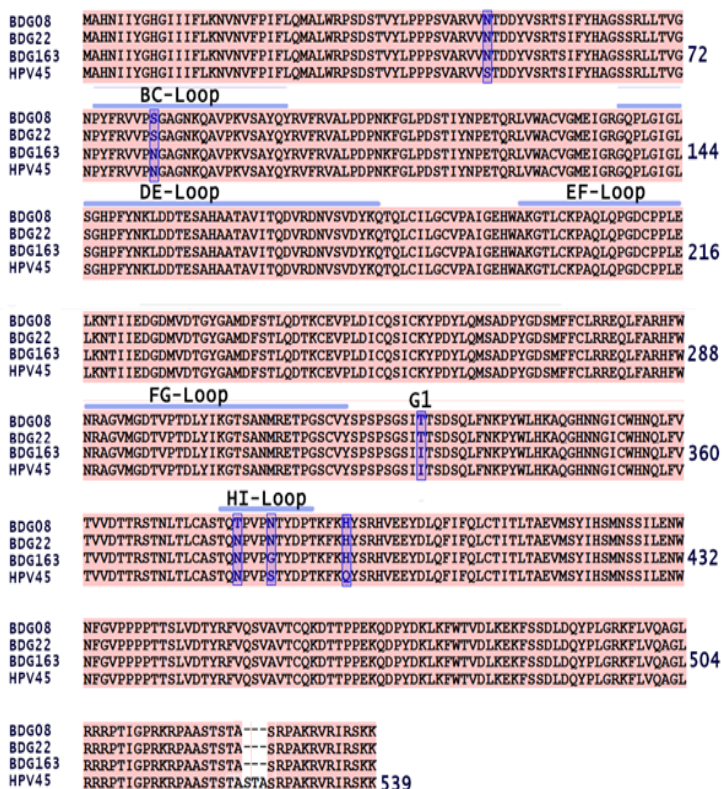 BDG08 MAHNIIYGHGIIIFLKNVNVFPIFLQMALWRPSDSTVYLPPPSVARVVNTDDYVSRTSIFYHAGSSRLLTVG
BDG22 MAHNIIYGHGIIIFLKNVNVFPIFLQMALWRPSDSTVYLPPPSVARVVNTDDYVSRTSIFYHAGSSRLLTVG
BDG163 MAHNIIYGHGIIIFLKNVNVFPIFLQMALWRPSDSTVYLPPPSVARVVNTDDYVSRTSIFYHAGSSRLLTVG 72
HPV45 MAHNIIYGHGIIIFLKNVNVFPIFLQMALWRPSDSTVYLPPPSVARVVSTDDYVSRTSIFYHAGSSRLLTVG
BC-Loop
BDG08 NPYFRVVPSGAGNKQAVPKVSAYQYRVFRVALPDPNKFGLPDSTIYNPETQRLVWACVGMEIGRGQPLGIGL
BDG22 NPYFRVVPSGAGNKQAVPKVSAYQYRVFRVALPDPNKFGLPDSTIYNPETQRLVWACVGMEIGRGQPLGIGL
BDG163 NPYFRVVPNGAGNKQAVPKVSAYQYRVFRVALPDPNKFGLPDSTIYNPETQRLVWACVGMEIGRGQPLGIGL 144
HPV45 NPYFRVVPNGAGNKQAVPKVSAYQYRVFRVALPDPNKFGLPDSTIYNPETQRLVWACVGMEIGRGQPLGIGL
DE-Loop EF-Loop
BDG08 SGHPFYNKLDDTESAHAATAVITQDVRDNVSVDYKQTQLCILGCVPAIGEHWAKGTLCKPAQLQPGDCPPLE
BDG22 SGHPFYNKLDDTESAHAATAVITQDVRDNVSVDYKQTQLCILGCVPAIGEHWAKGTLCKPAQLQPGDCPPLE
BDG163 SGHPFYNKLDDTESAHAATAVITQDVRDNVSVDYKQTQLCILGCVPAIGEHWAKGTLCKPAQLQPGDCPPLE 216
HPV45 SGHPFYNKLDDTESAHAATAVITQDVRDNVSVDYKQTQLCILGCVPAIGEHWAKGTLCKPAQLQPGDCPPLE
BDG08 LKNTIIEDGDMVDTGYGAMDFSTLQDTKCEVPLDICQSICKYPDYLQMSADPYGDSMFFCLRREQLFARHFW
BDG22 LKNTIIEDGDMVDTGYGAMDFSTLQDTKCEVPLDICQSICKYPDYLQMSADPYGDSMFFCLRREQLFARHFW
BDG163 LKNTIIEDGDMVDTGYGAMDFSTLQDTKCEVPLDICQSICKYPDYLQMSADPYGDSMFFCLRREQLFARHFW 288
HPV45 LKNTIIEDGDMVDTGYGAMDFSTLQDTKCEVPLDICQSICKYPDYLQMSADPYGDSMFFCLRREQLFARHFW
FG-Loop G1
BDG08 NRAGVMGDTVPTDLYIKGTSANMRETPGSCVYSPSPSGSITTSDSQLFNKPYWLHKAQGHNNGICWHNQLFV
BDG22 NRAGVMGDTVPTDLYIKGTSANMRETPGSCVYSPSPSGSITTSDSQLFNKPYWLHKAQGHNNGICWHNQLFV
BDG163 NRAGVMGDTVPTDLYIKGTSANMRETPGSCVYSPSPSGSIITSDSQLFNKPYWLHKAQGHNNGICWHNQLFV 360
HPV45 NRAGVMGDTVPTDLYIKGTSANMRETPGSCVYSPSPSGSIITSDSQLFNKPYWLHKAQGHNNGICWHNQLFV
HI-Loop
BDG08 TVVDTTRSTNLTLCASTQTPVPNTYDPTKFKHYSRHVEEYDLQFIFQLCTITLTAEVMSYIHSMNSSILENW
BDG22 TVVDTTRSTNLTLCASTQNPVPNTYDPTKFKHYSRHVEEYDLQFIFQLCTITLTAEVMSYIHSMNSSILENW
BDG163 TVVDTTRSTNLTLCASTQNPVPGTYDPTKFKHYSRHVEEYDLQFIFQLCTITLTAEVMSYIHSMNSSILENW 432
HPV45 TVVDTTRSTNLTLCASTQNPVPSTYDPTKFKQYSRHVEEYDLQFIFQLCTITLTAEVMSYIHSMNSSILENW
BDG08 NFGVPPPPTTSLVDTYRFVQSVAVTCQKDTTPPEKQDPYDKLKFWTVDLKEKFSSDLDQYPLGRKFLVQAGL
BDG22 NFGVPPPPTTSLVDTYRFVQSVAVTCQKDTTPPEKQDPYDKLKFWTVDLKEKFSSDLDQYPLGRKFLVQAGL
BDG163 NFGVPPPPTTSLVDTYRFVQSVAVTCQKDTTPPEKQDPYDKLKFWTVDLKEKFSSDLDQYPLGRKFLVQAGL 504
HPV45 NFGVPPPPTTSLVDTYRFVQSVAVTCQKDTTPPEKQDPYDKLKFWTVDLKEKFSSDLDQYPLGRKFLVQAGL
BDG08 RRRPTIGPRKRPAASTSTA---SRPAKRVRIRSKK
BDG22 RRRPTIGPRKRPAASTSTA---SRPAKRVRIRSKK
BDG163 RRRPTIGPRKRPAASTSTA---SRPAKRVRIRSKK
HPV45 RRRPTIGPRKRPAASTSTASTASRPAKRVRIRSKK 539